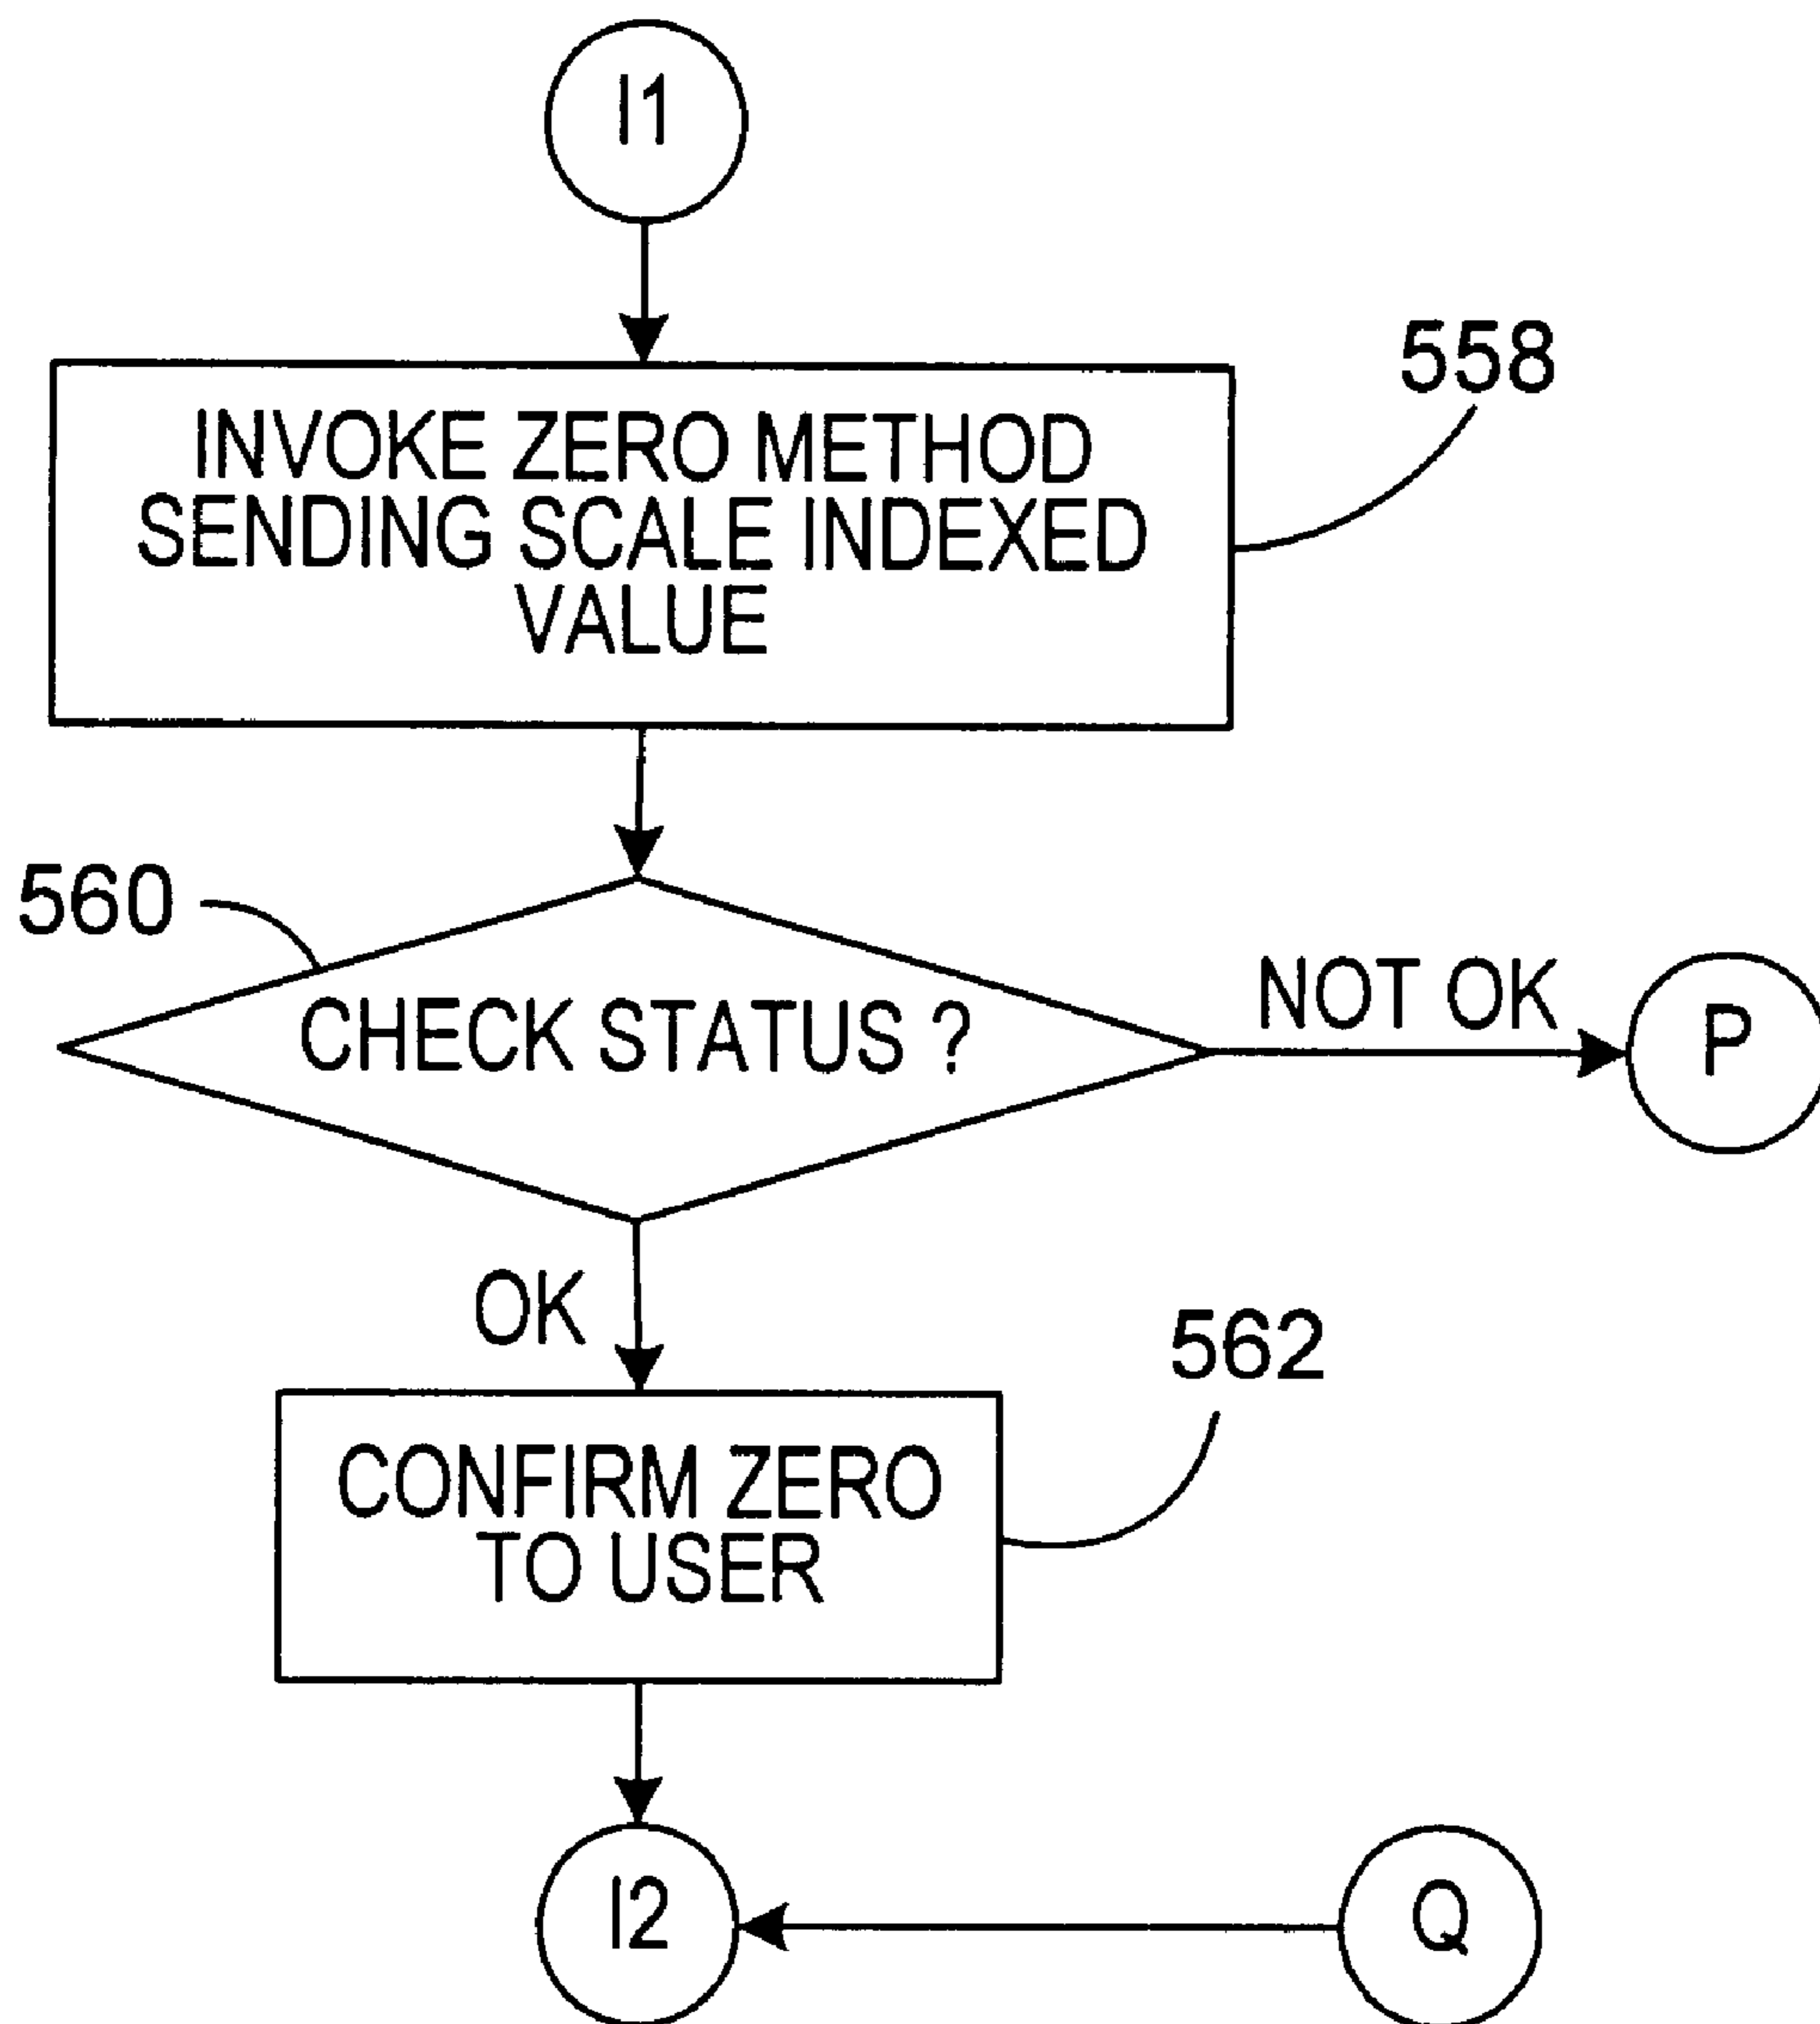 I1
558
INVOKE ZERO METHOD
SENDING SCALE INDEXED
VALUE
560
CHECK STATUS ?
NOT OK
P
OK
562
CONFIRM ZERO
TO USER
I2
Q